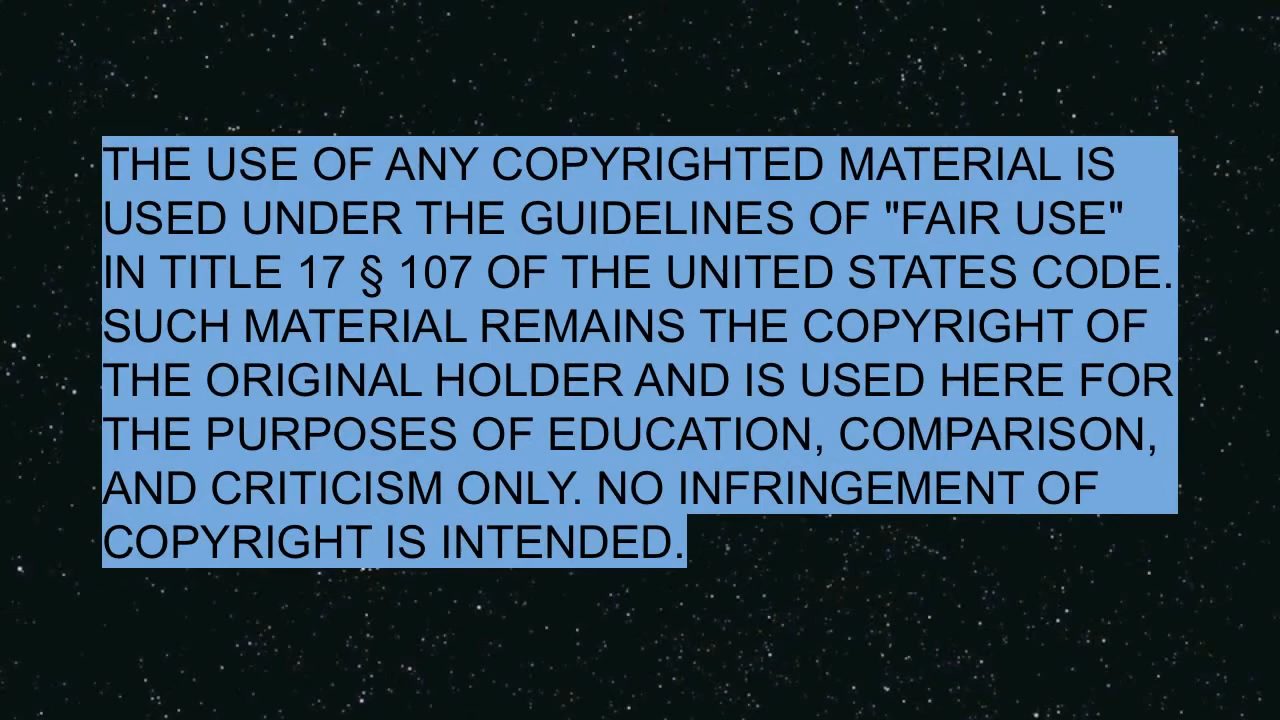 THE USE OF ANY COPYRIGHTED MATERIAL IS
USED UNDER THE GUIDELINES OF "FAIR USE"
IN TITLE 17 § 107 OF THE UNITED STATES CODE.
SUCH MATERIAL REMAINS THE COPYRIGHT OF
THE ORIGINAL HOLDER AND IS USED HERE FOR
THE PURPOSES OF EDUCATION, COMPARISON,
AND CRITICISM ONLY. NO INFRINGEMENT OF
COPYRIGHT IS INTENDED.